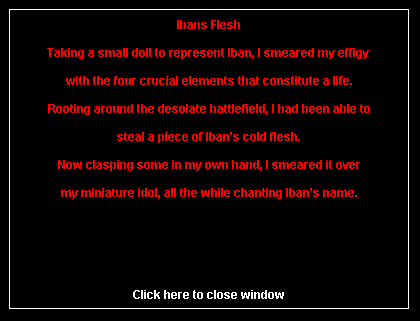 Ibans Flesh
Taking a small doll to represent Iban, I smeared my effigy
with the four crucial elements that constitute a life.
Rooting around the desolate battlefield, I had been able to
steal a piece of Iban's cold flesh.
Now clasping some in my own hand, I smeared it over
my miniature idol, all the while chanting Iban's name.
Click here to close window